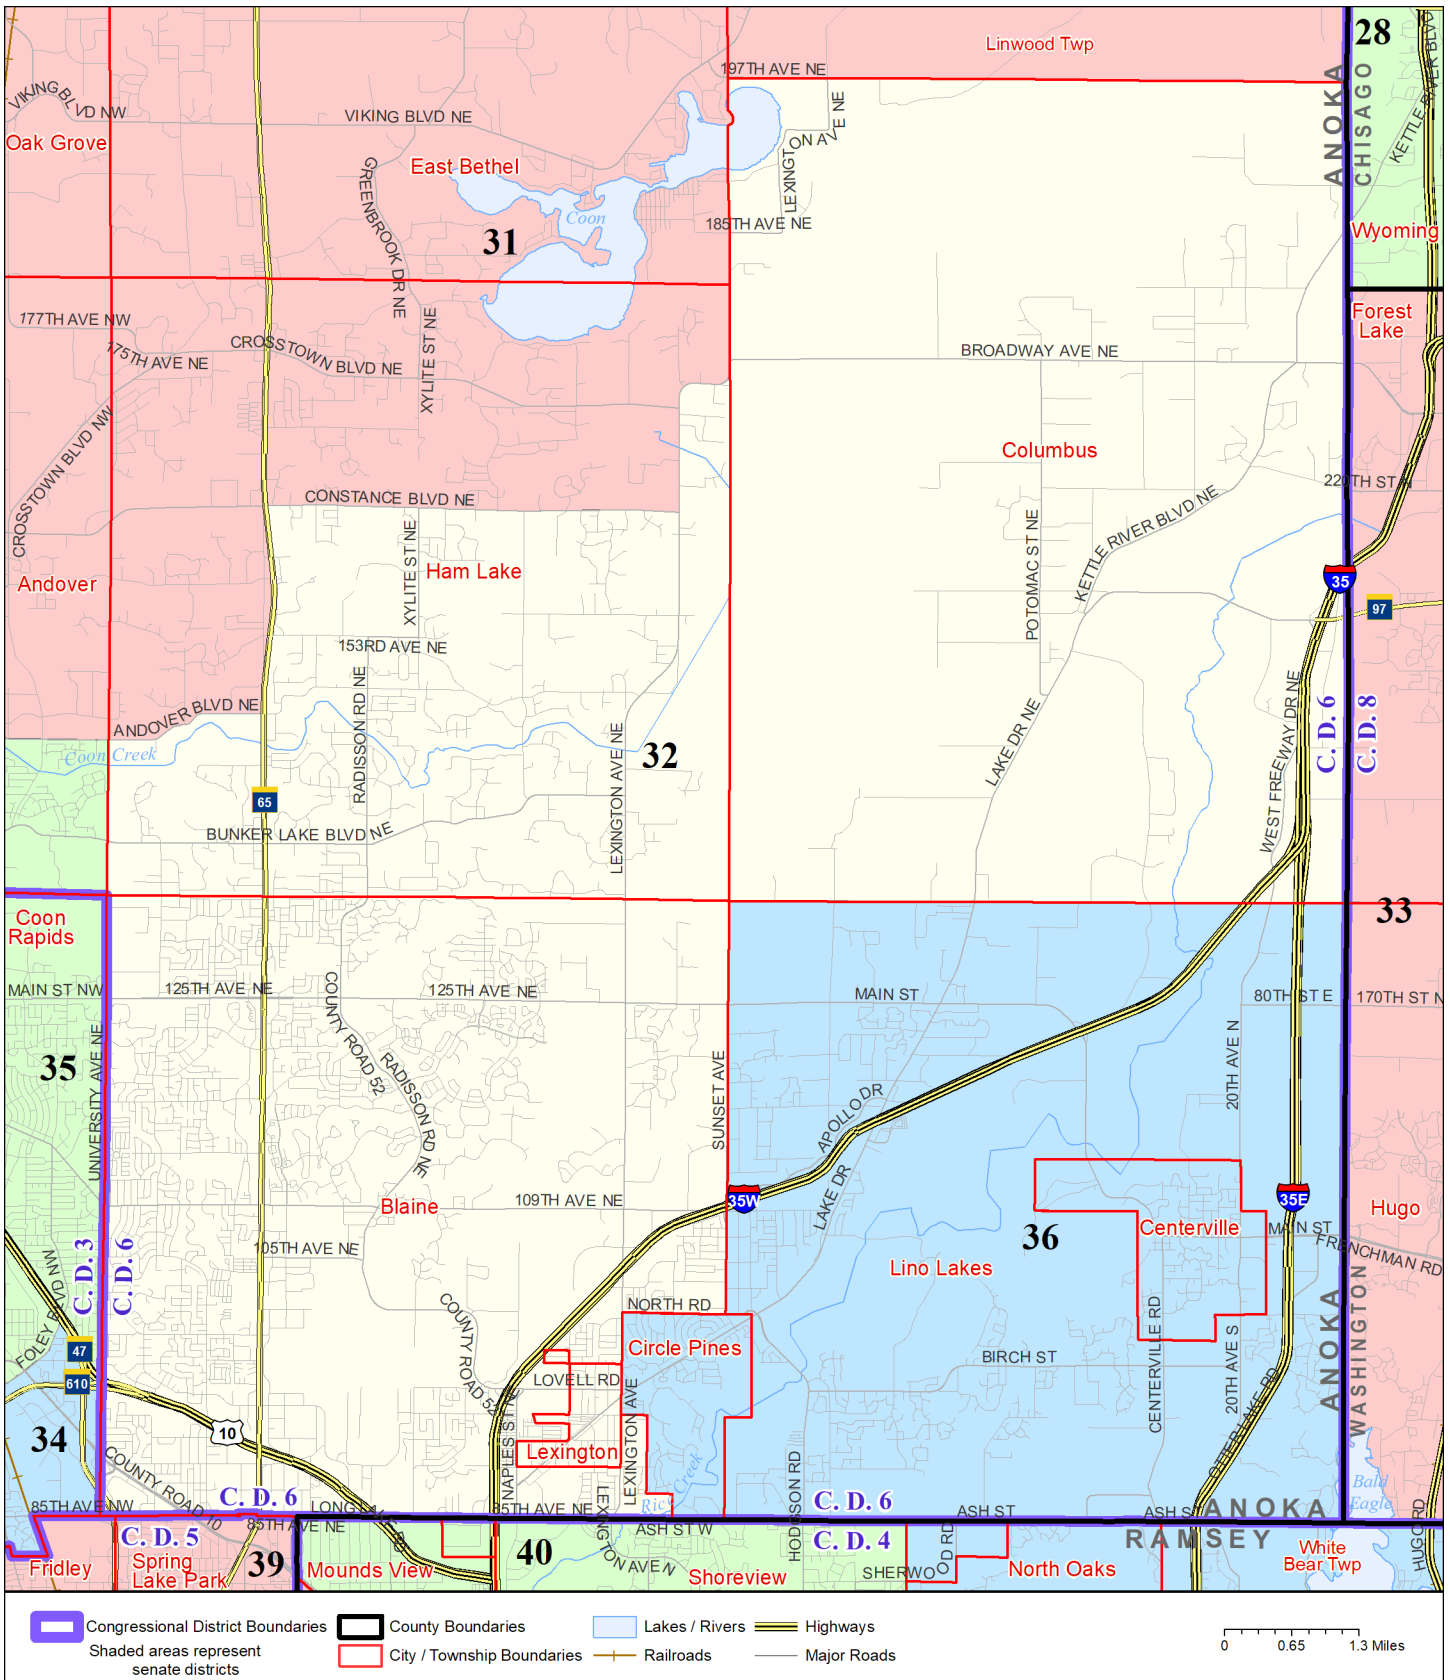 28
Linwood Twp
197TH AVE NE
ANOKA
CHISAGO
KETTLE RIVER BLVD
VIKING BLVD NW
VIKING BLVD NE
LEXINGTON AVE NE
Oak Grove
East Bethel
GREENBROOK DR NE
Coon
185TH AVE NE
31
Wyoming
177TH AVE NW
175TH AVE NE
CROSSTOWN BLVD NE
XYLITE ST NE
Forest
Lake
BROADWAY AVE NE
CROSSTOWN BLVD NW
Columbus
220TH ST N
CONSTANCE BLVD NE
KETTLE RIVER BLVD NE
POTOMAC ST NE
XYLITE ST NE
Ham Lake
Andover
35
97
153RD AVE NE
RADISSON RD NE
ANDOVER BLVD NE
Coon Creek
LEXINGTON AVE NE
32
LAKE DR NE
WEST FREEWAY DR NE
C. D. 6
C. D. 8
65
BUNKER LAKE BLVD NE
33
Coon
Rapids
MAIN ST NW
125TH AVE NE
125TH AVE NE
MAIN ST
80TH ST E
170TH ST N
COUNTY ROAD 52
RADISSON RD NE
UNIVERSITY AVE NE
35
SUNSET AVE
APOLLO DR
20TH AVE N
LAKE DR
Blaine
109TH AVE NE
35W
35E
Hugo
36
Centerville
MAIN ST
FRENCHMAN RD
105TH AVE NE
C. D. 3
C. D. 6
FOLEY BLVD NW
Lino Lakes
COUNTY ROAD 52
NORTH RD
Circle Pines
47
610
LOVELL RD
BIRCH ST
CENTERVILLE RD
20TH AVE S
ANOKA
WASHINGTON
34
10
NAPLES ST NE
Lexington
LEXINGTON AVE
HODGSON RD
OTTER LAKE RD
COUNTY ROAD 10
Rice Creek
Bald
Eagle
85TH AVE NW
C. D. 6
LONG LAKE RD
85TH AVE NE
C. D. 6
ASH ST
ASH ST
ANOKA
C. D. 5
85TH AVE NE
ASH ST W
C. D. 4
RAMSEY
HUGO RD
Fridley
Spring
Lake Park
39
Mounds View
40
LEXINGTON AVE N
Shoreview
SHERWOOD RD
North Oaks
White
Bear Twp
Congressional District Boundaries
County Boundaries
Lakes / Rivers
Highways
Shaded areas represent
senate districts
City / Township Boundaries
Railroads
Major Roads
0 0.65 1.3 Miles